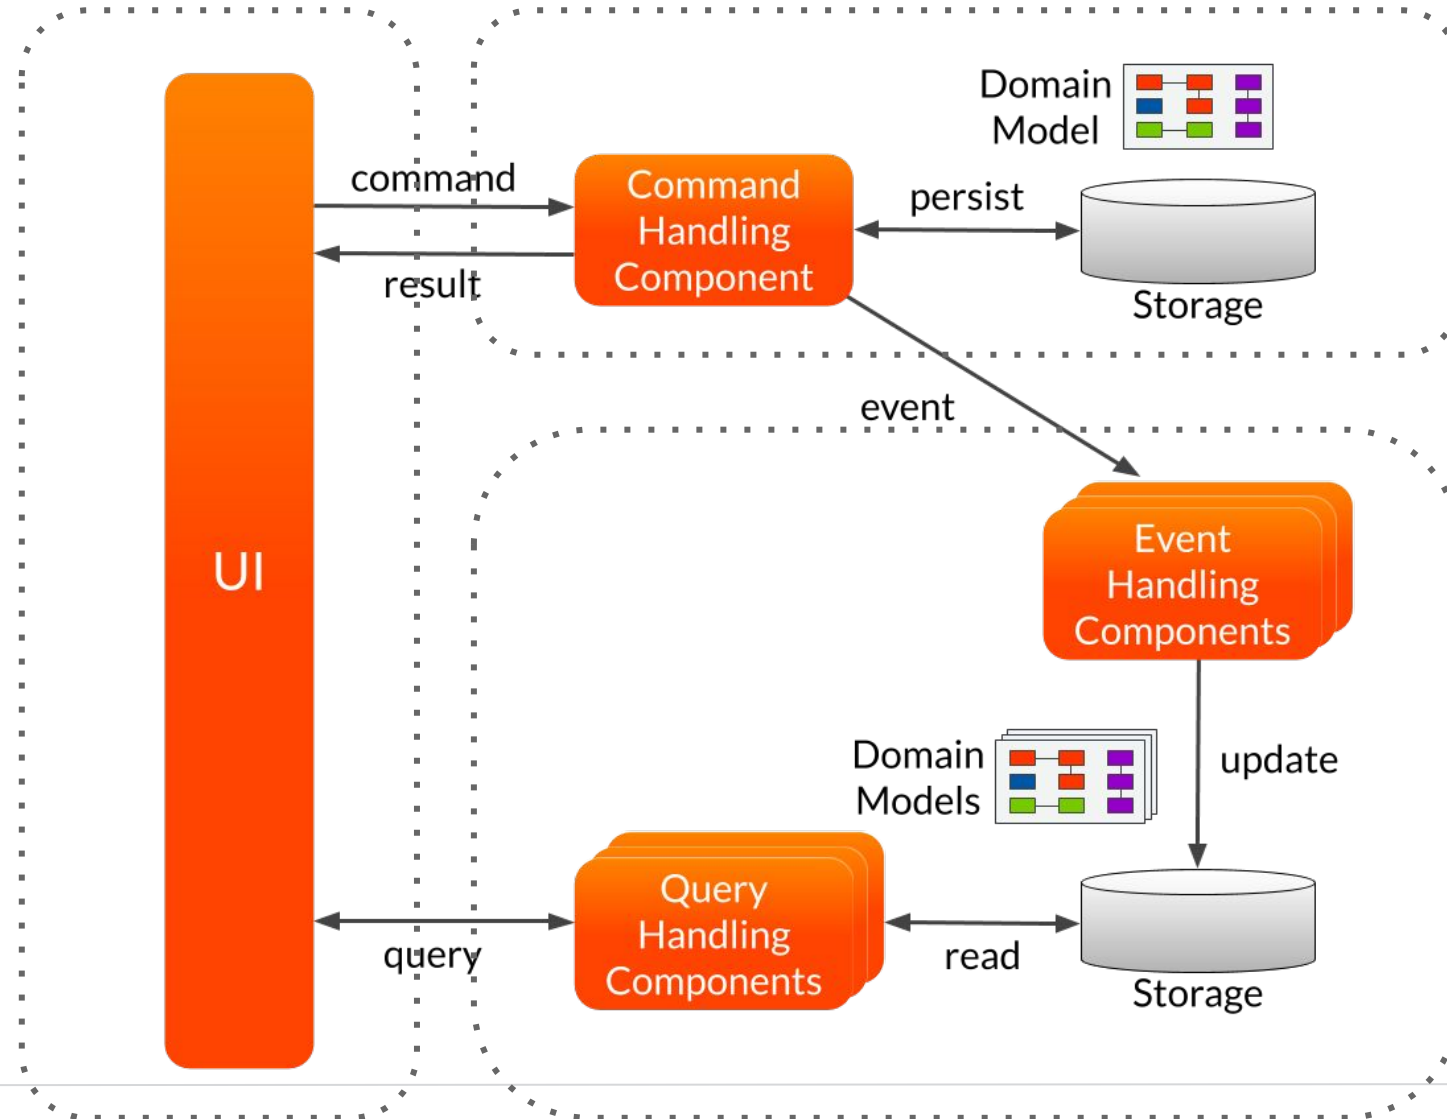 Domain
Model
command
Command
Handling
Component
persist
result
Storage
event
UI
Event
Handling
Components
Domain
Models
update
Query
Handling
Components
query
read
Storage